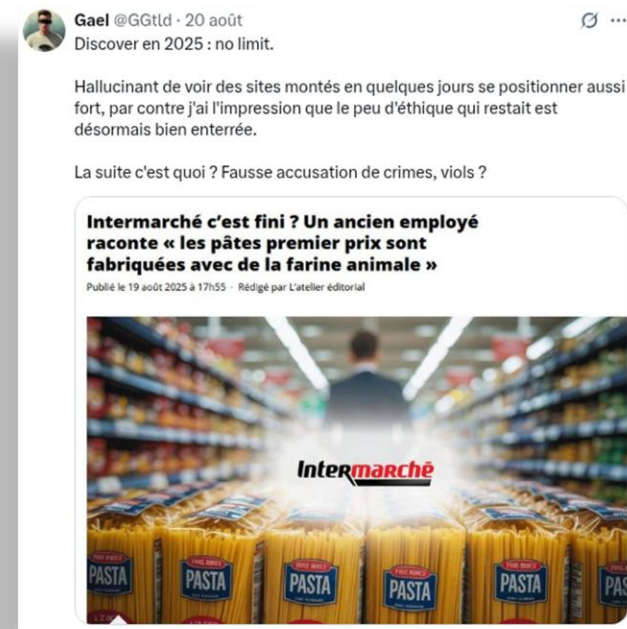 Gael @GGtld · 20 août
Discover en 2025 : no limit.
Hallucinant de voir des sites montés en quelques jours se positionner aussi
fort, par contre j'ai l'impression que le peu d'éthique qui restait est
désormais bien enterrée.
La suite c'est quoi ? Fausse accusation de crimes, viols ?
Intermarché c’est fini ? Un ancien employé
raconte « les pâtes premier prix sont
fabriquées avec de la farine animale »
Publié le 19 août 2025 à 17h55 · Rédigé par L'atelier éditorial
Intermarchē
PASTA PASTA PASTA PASTA PASTA PAS